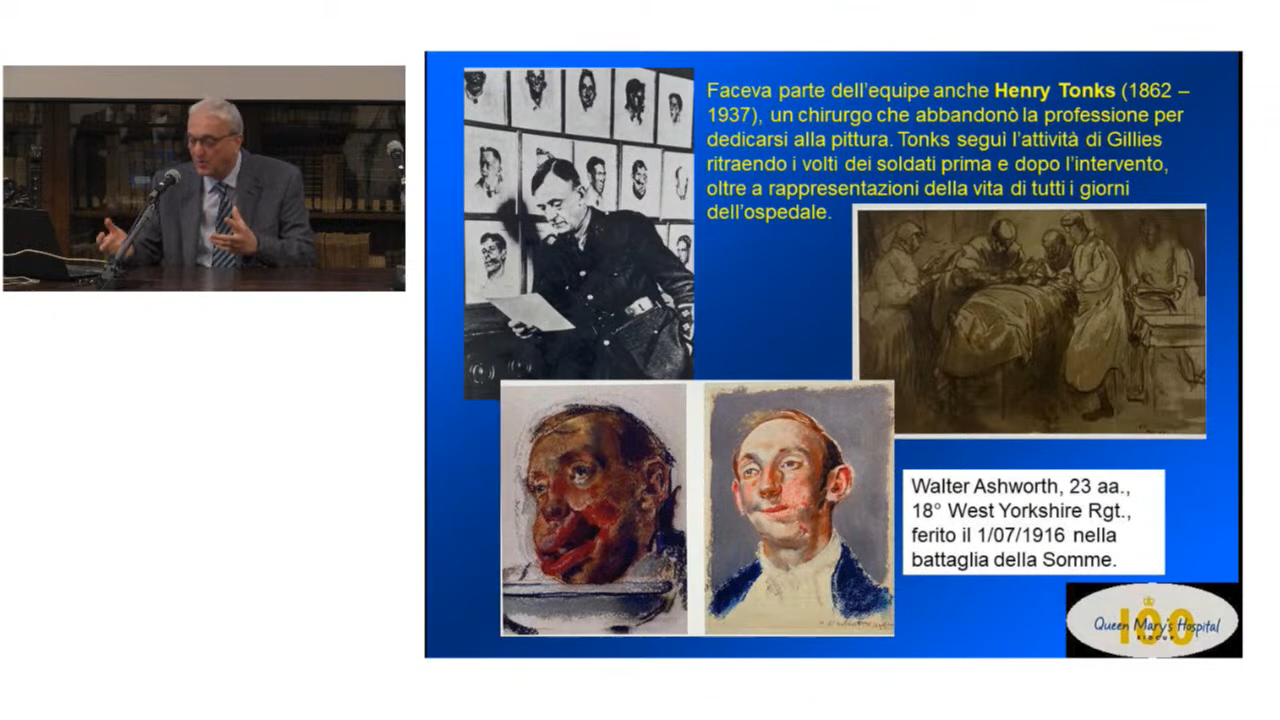 Faceva parte dell'equipe anche Henry Tonks (1862 –
1937), un chirurgo che abbandonò la professione per
dedicarsi alla pittura. Tonks seguì l'attività di Gillies
ritraendo i volti dei soldati prima e dopo l'intervento,
oltre a rappresentazioni della vita di tutti i giorni
dell'ospedale.
Walter Ashworth, 23 aa.,
18° West Yorkshire Rgt.,
ferito il 1/07/1916 nella
battaglia della Somme.
100
Queen Mary's Hospital
SIDCUP